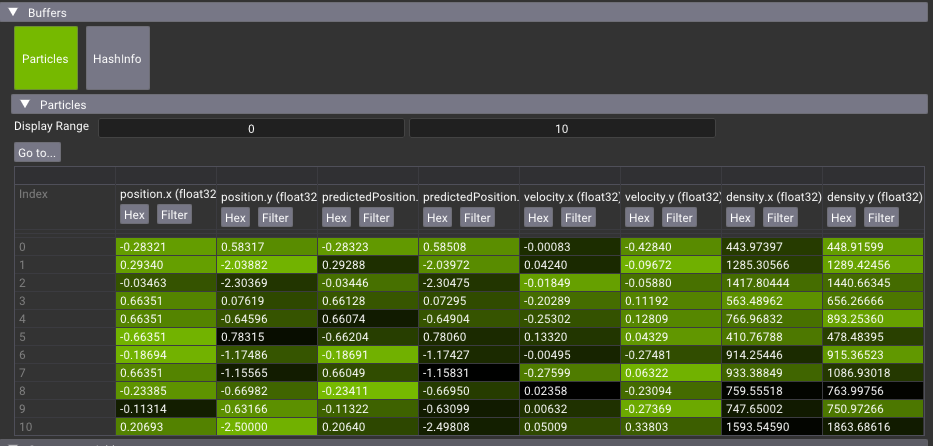 Buffers
Particles HashInfo
Particles
Display Range 0 10
Go to...
Index position.x (float32 position.y (float32 predictedPosition. predictedPosition. velocity.x (float32) velocity.y (float32) density.x (float32) density.y (float32)
Hex Filter Hex Filter Hex Filter Hex Filter Hex Filter Hex Filter Hex Filter Hex Filter
0 -0.28321 0.58317 -0.28323 0.58508 -0.00083 -0.42840 443.97397 448.91599
1 0.29340 -2.03882 0.29288 -2.03972 0.04240 -0.09672 1285.30566 1289.42456
2 -0.03463 -2.30369 -0.03446 -2.30475 -0.01849 -0.05880 1417.80444 1440.66345
3 0.66351 0.07619 0.66128 0.07295 -0.20289 0.11192 563.48962 656.26666
4 0.66351 -0.64596 0.66074 -0.64904 -0.25302 0.12809 766.96832 893.25360
5 -0.66351 0.78315 -0.66204 0.78060 0.13320 0.04329 410.76788 478.48395
6 -0.18694 -1.17486 -0.18691 -1.17427 -0.00495 -0.27481 914.25446 915.36523
7 0.66351 -1.15565 0.66049 -1.15831 -0.27599 0.06322 933.38849 1086.93018
8 -0.23385 -0.66982 -0.23411 -0.66950 0.02358 -0.23094 759.55518 763.99756
9 -0.11314 -0.63166 -0.11322 -0.63099 0.00632 -0.27369 747.65002 750.97266
10 0.20693 -2.50000 0.20640 -2.49808 0.05009 0.33803 1593.54590 1863.68616